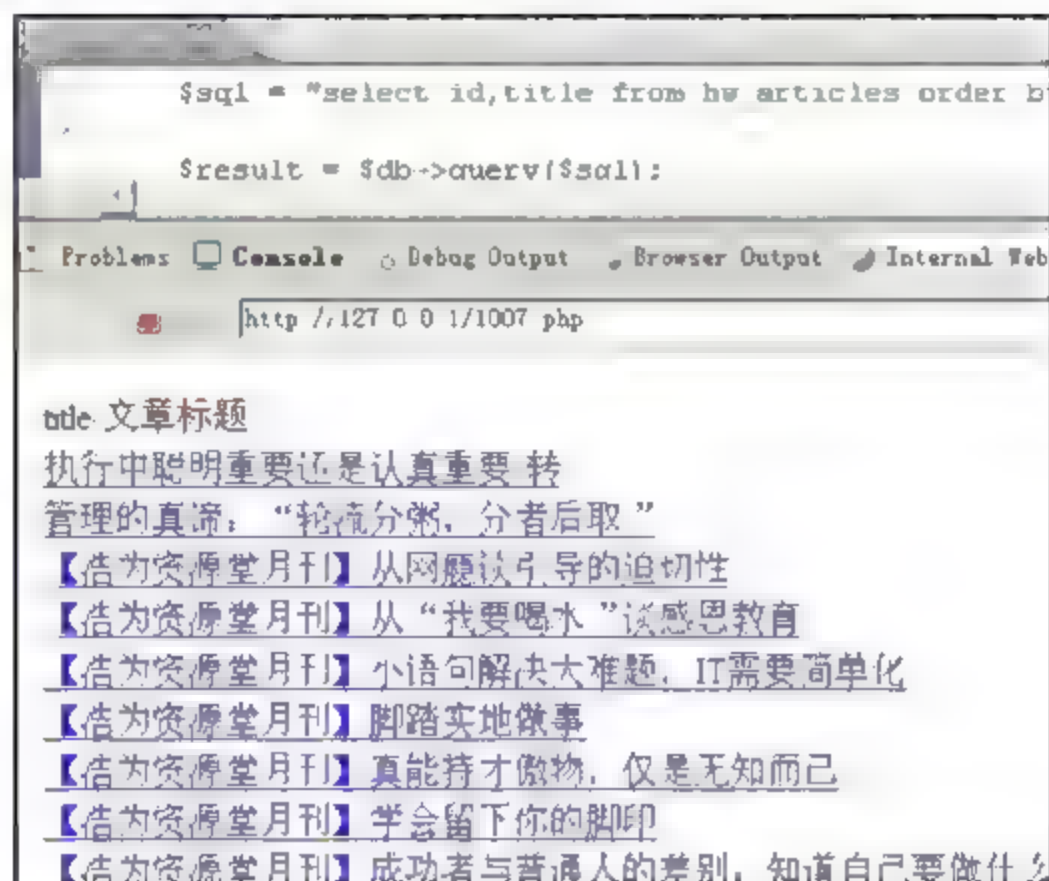 $sql = "select id,title from hw articles order b
$result = $db->query($sql);
Problems Console Debug Output Browser Output Internal Web
http //127 0 0 1/1007 php
title 文章标题
执行中聪明重要还是认真重要 转
管理的真谛：“轮流分粥，分者后取”
【浩为资源堂月刊】从网瘾谈引导的迫切性
【浩为资源堂月刊】从“我要喝水”谈感恩教育
【浩为资源堂月刊】小语句解决大难题，IT需要简单化
【浩为资源堂月刊】脚踏实地做事
【浩为资源堂月刊】真能恃才傲物，仅是无知而已
【浩为资源堂月刊】学会留下你的脚印
【浩为资源堂月刊】成功者与普通人的差别，知道自己要做什么